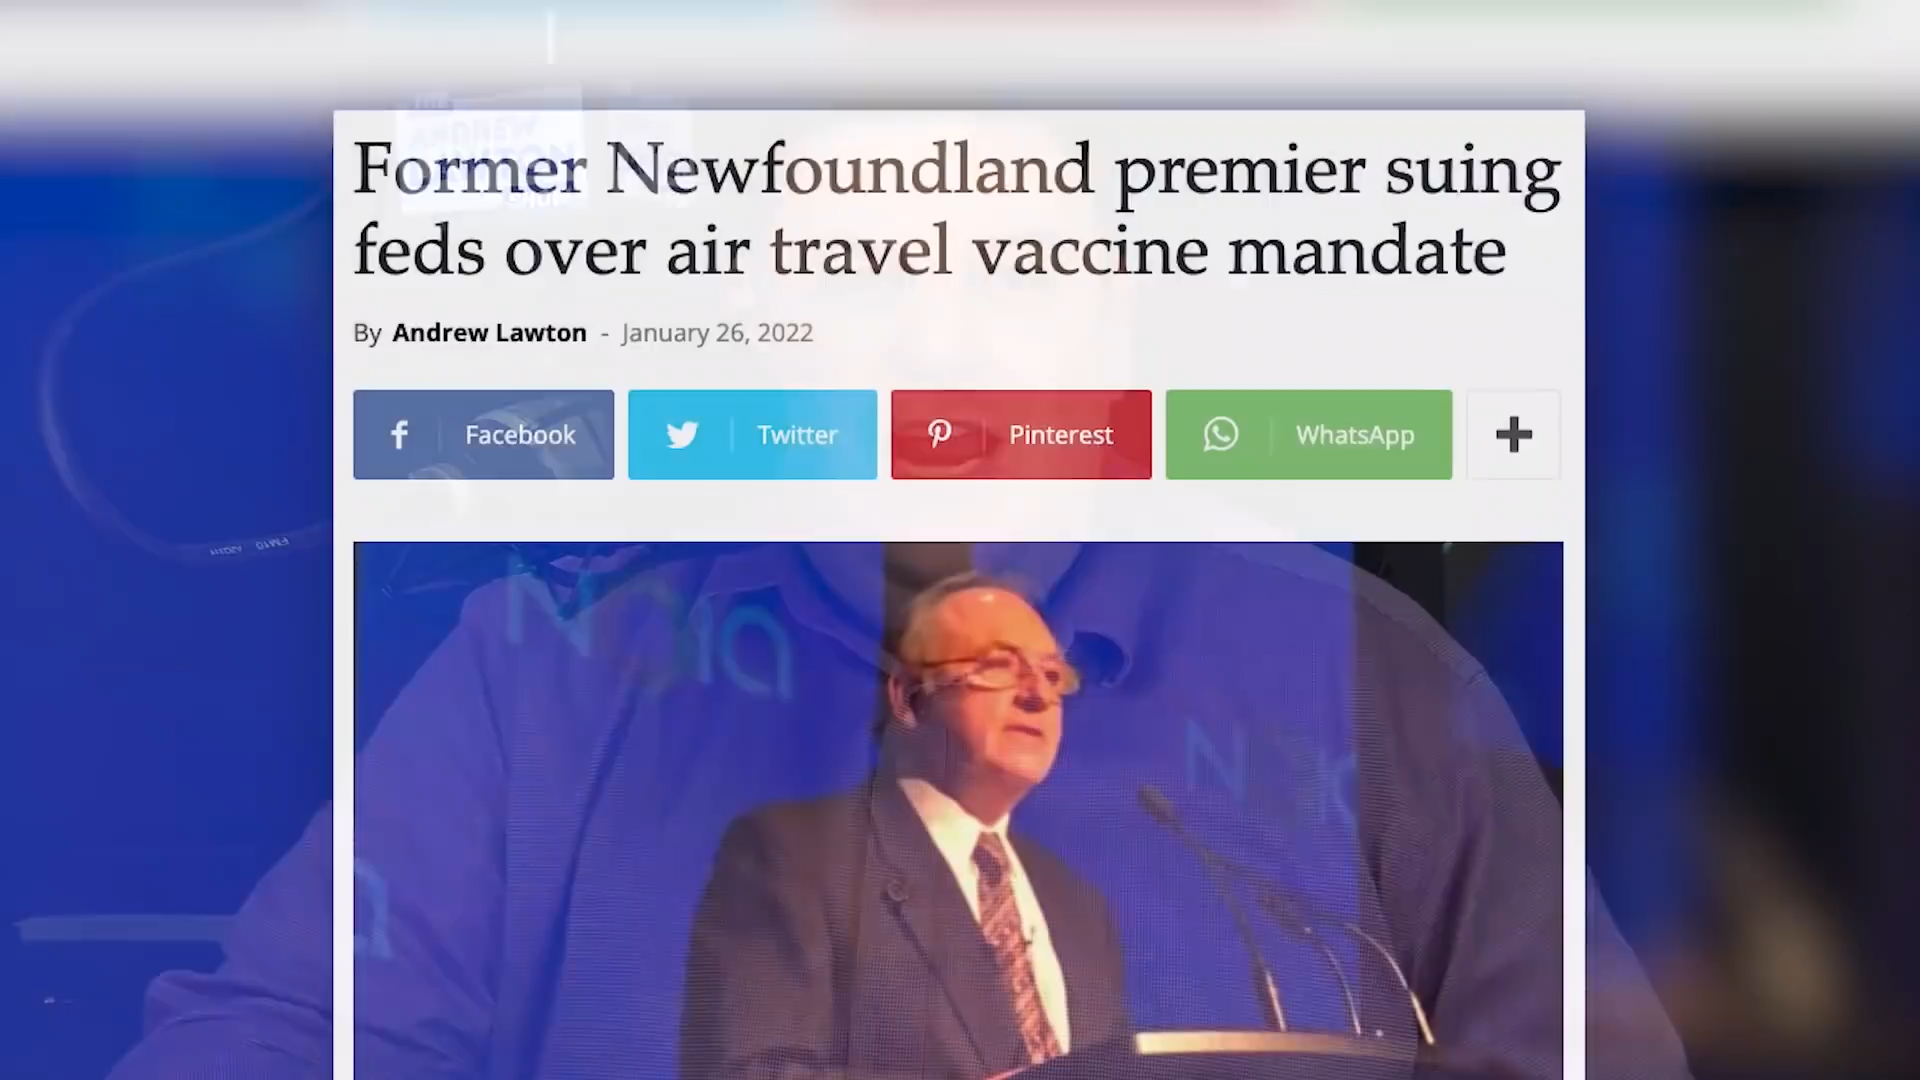 Former Newfoundland premier suing
feds over air travel vaccine mandate
By Andrew Lawton - January 26, 2022
Facebook
Twitter
Pinterest
WhatsApp